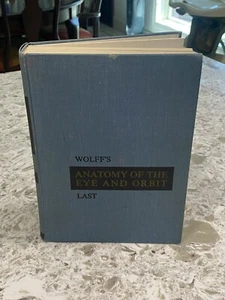 WOLFF'S
ANATOMY OF THE
EYE AND ORBIT
LAST